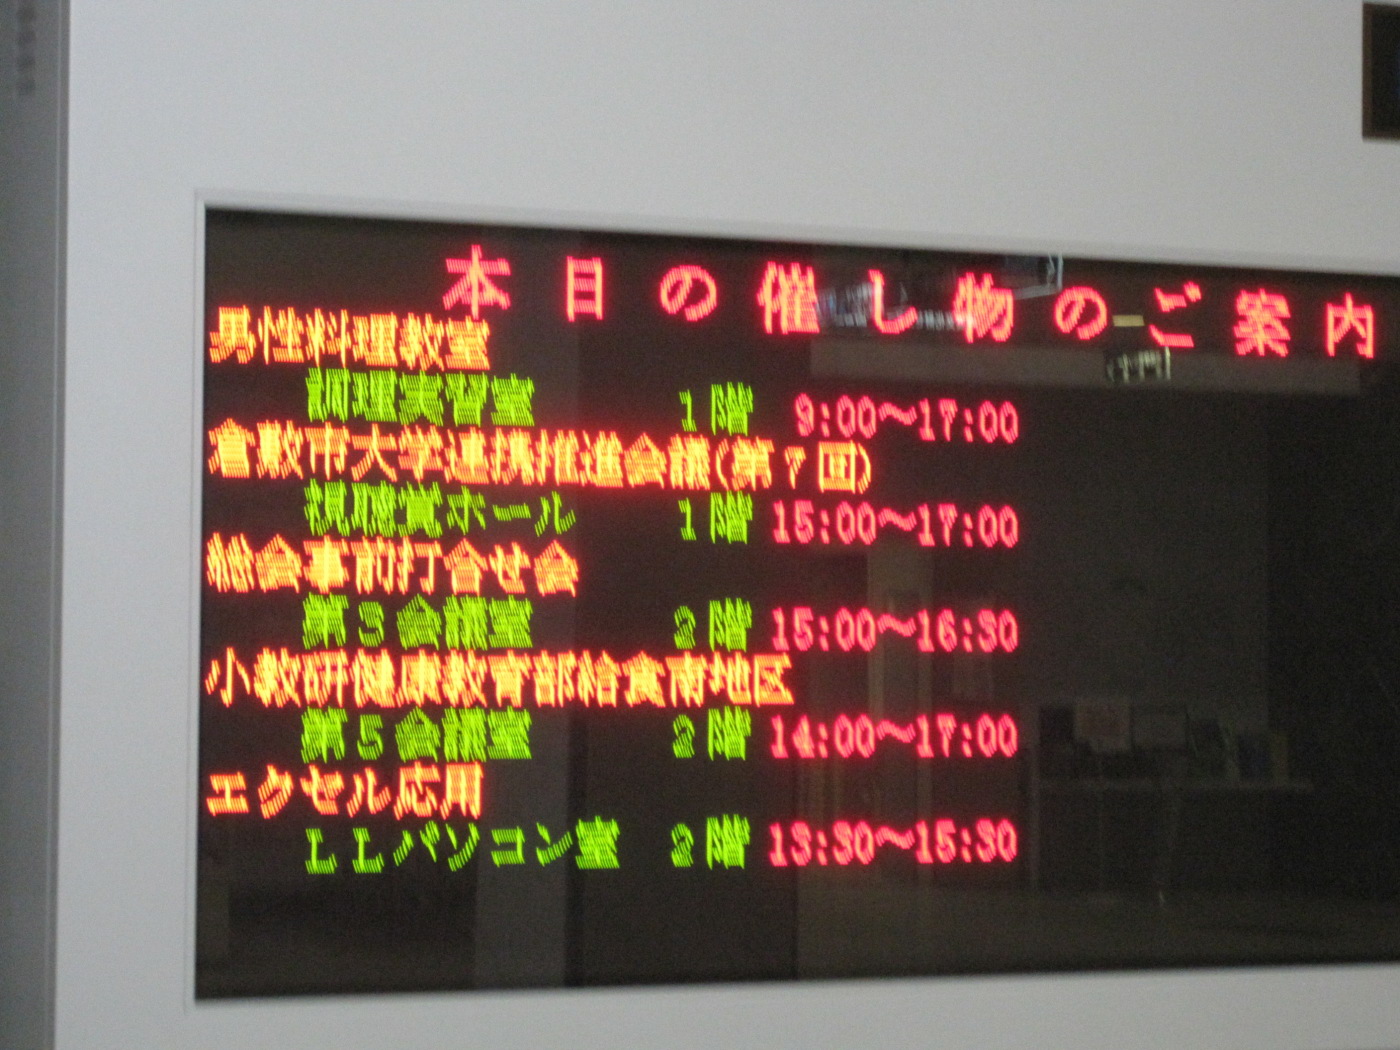 本日の催し物のご案内
男性料理教室
調理実習室 1階 9:00～17:00
倉敷市大学連携推進会議(第7回)
視聴覚ホール 1階 15:00～17:00
総会事前打合せ会
第3会議室 2階 15:00～16:30
小教研健康教育部給食南地区
第5会議室 2階 14:00～17:00
エクセル応用
LLパソコン室 2階 13:30～15:30